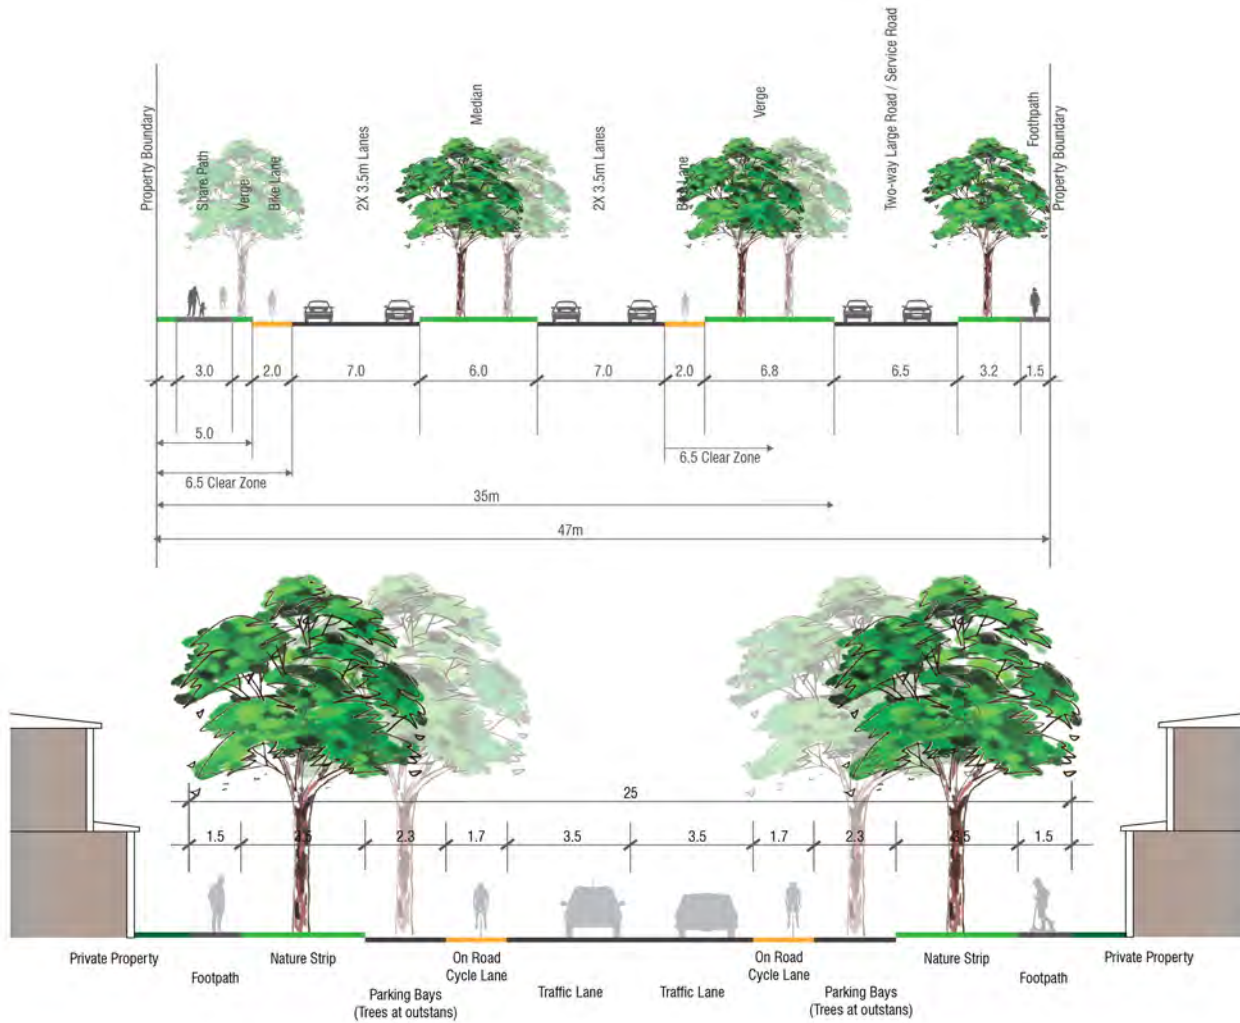 Property Boundary
Share Path
Verge
Bike Lane
2X 3.5m Lanes
Median
2X 3.5m Lanes
Bike Lane
Verge
Two-way Large Road / Service Road
Foothpath
Property Boundary
3.0
2.0
7.0
6.0
7.0
2.0
6.8
6.5
3.2
1.5
5.0
6.5 Clear Zone
6.5 Clear Zone
35m
47m
25
1.5
2.3
1.7
3.5
3.5
1.7
2.3
1.5
Private Property
Footpath
Nature Strip
Parking Bays
(Trees at outstans)
On Road
Cycle Lane
Traffic Lane
Traffic Lane
On Road
Cycle Lane
Parking Bays
(Trees at outstans)
Nature Strip
Footpath
Private Property